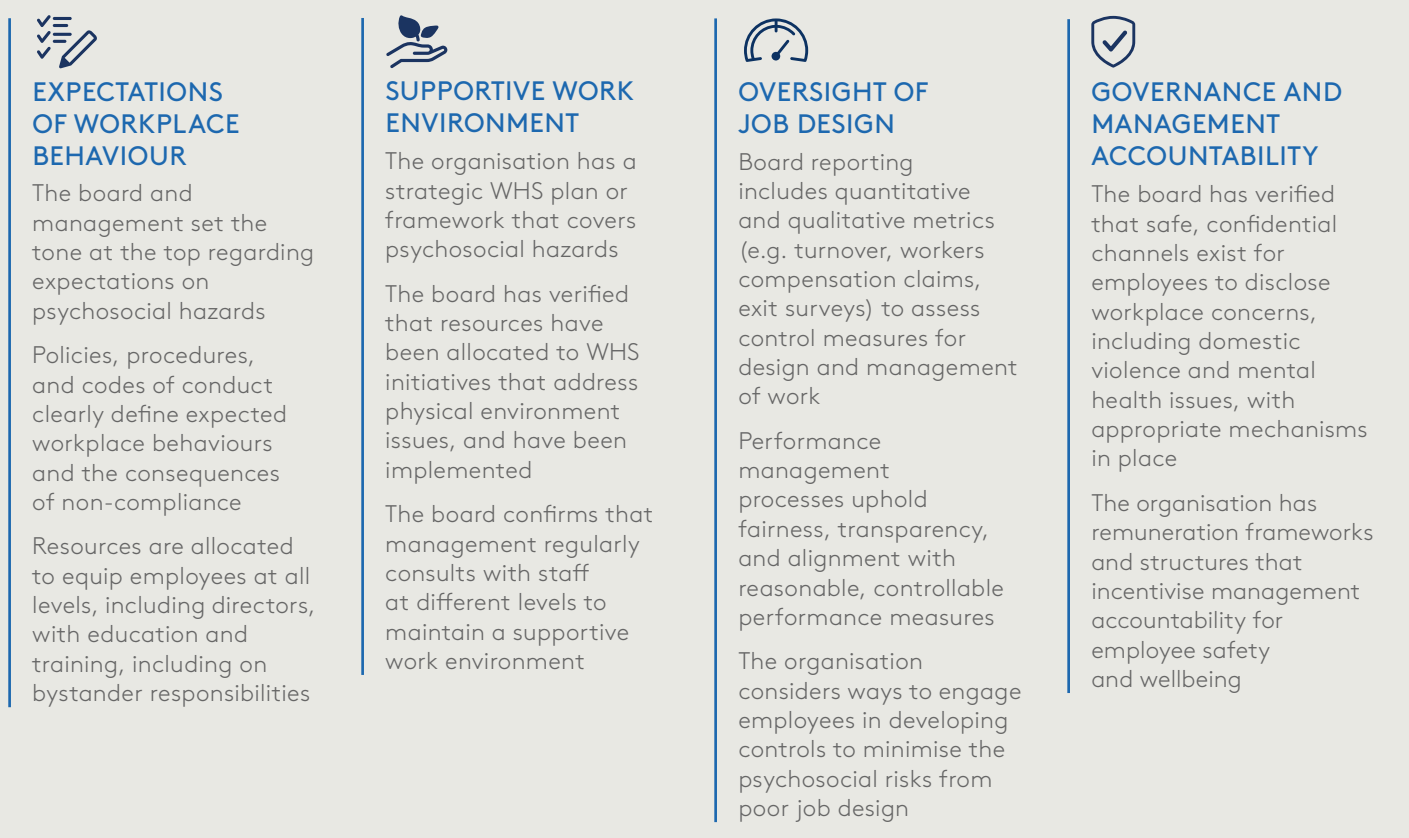 EXPECTATIONS
OF WORKPLACE
BEHAVIOUR
The board and
management set the
tone at the top regarding
expectations on
psychosocial hazards
Policies, procedures,
and codes of conduct
clearly define expected
workplace behaviours
and the consequences
of non-compliance
Resources are allocated
to equip employees at all
levels, including directors,
with education and
training, including on
bystander responsibilities
SUPPORTIVE WORK
ENVIRONMENT
The organisation has a
strategic WHS plan or
framework that covers
psychosocial hazards
The board has verified
that resources have
been allocated to WHS
initiatives that address
physical environment
issues, and have been
implemented
The board confirms that
management regularly
consults with staff
at different levels to
maintain a supportive
work environment
OVERSIGHT OF
JOB DESIGN
Board reporting
includes quantitative
and qualitative metrics
(e.g. turnover, workers
compensation claims,
exit surveys) to assess
control measures for
design and management
of work
Performance
management
processes uphold
fairness, transparency,
and alignment with
reasonable, controllable
performance measures
The organisation
considers ways to engage
employees in developing
controls to minimise the
psychosocial risks from
poor job design
GOVERNANCE AND
MANAGEMENT
ACCOUNTABILITY
The board has verified
that safe, confidential
channels exist for
employees to disclose
workplace concerns,
including domestic
violence and mental
health issues, with
appropriate mechanisms
in place
The organisation has
remuneration frameworks
and structures that
incentivise management
accountability for
employee safety
and wellbeing